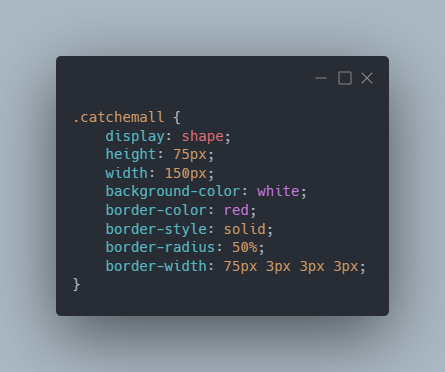 .catchemall {
    display: shape;
    height: 75px;
    width: 150px;
    background-color: white;
    border-color: red;
    border-style: solid;
    border-radius: 50%;
    border-width: 75px 3px 3px 3px;
}